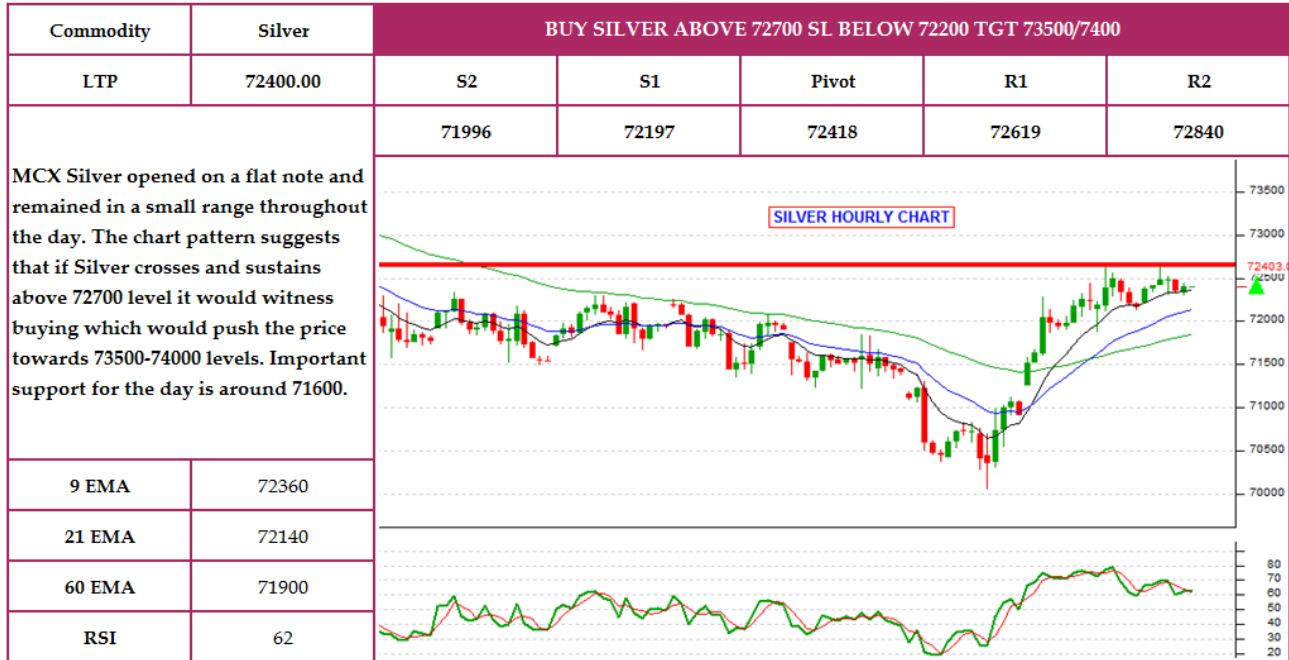 Commodity
Silver
BUY SILVER ABOVE 72700 SL BELOW 72200 TGT 73500/7400
LTP
72400.00
S2
S1
Pivot
R1
R2
71996
72197
72418
72619
72840
MCX Silver opened on a flat note and
remained in a small range throughout
the day. The chart pattern suggests
that if Silver crosses and sustains
above 72700 level it would witness
buying which would push the price
towards 73500-74000 levels. Important
support for the day is around 71600.
SILVER HOURLY CHART
73500
73000
72403.0
72500
72000
71500
71000
70500
70000
9 EMA
72360
21 EMA
72140
60 EMA
71900
RSI
62
80
70
60
50
40
30
20